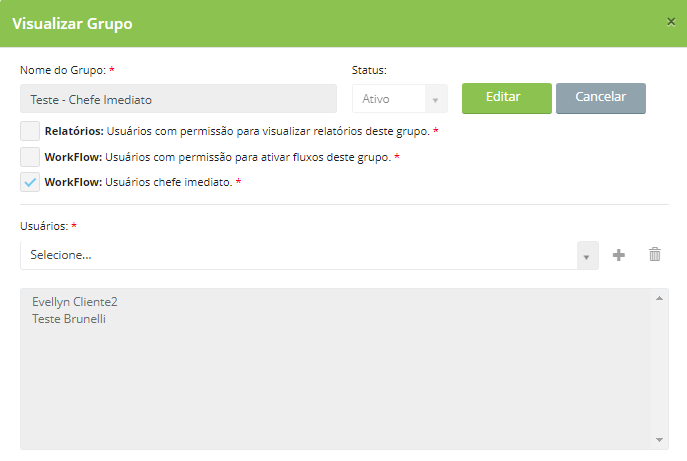 Visualizar Grupo
×
Nome do Grupo: *
Status:
Teste - Chefe Imediato
Ativo
Editar
Cancelar
Relatórios: Usuários com permissão para visualizar relatórios deste grupo. *
WorkFlow: Usuários com permissão para ativar fluxos deste grupo. *
WorkFlow: Usuários chefe imediato. *
Usuários: *
Selecione...
Evellyn Cliente2
Teste Brunelli